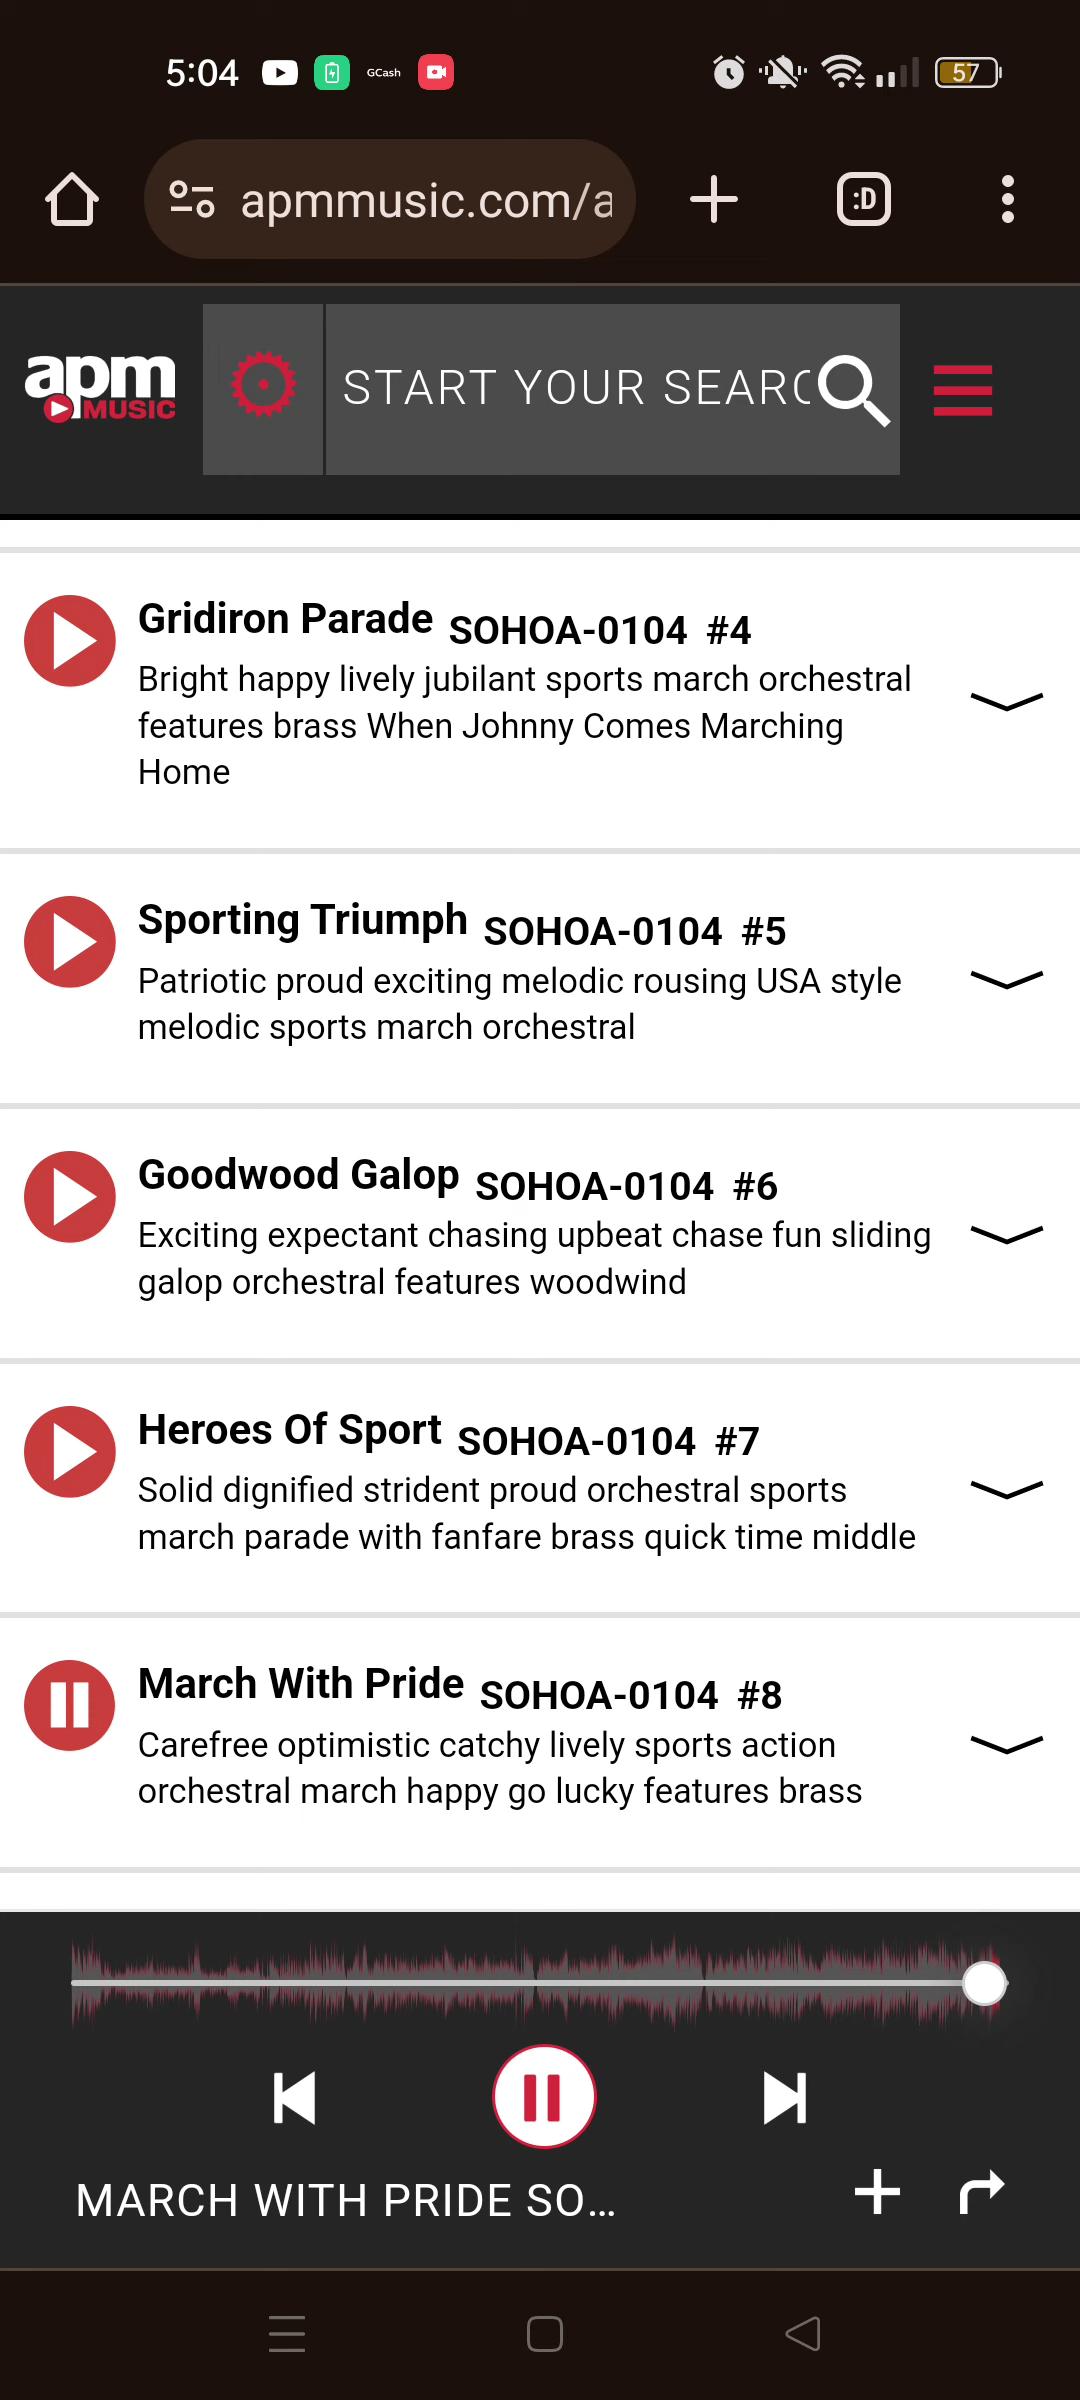 5:04 GCash 57
apmmusic.com/a :D
apm MUSIC START YOUR SEARC
Gridiron Parade SOHOA-0104 #4
Bright happy lively jubilant sports march orchestral
features brass When Johnny Comes Marching
Home
Sporting Triumph SOHOA-0104 #5
Patriotic proud exciting melodic rousing USA style
melodic sports march orchestral
Goodwood Galop SOHOA-0104 #6
Exciting expectant chasing upbeat chase fun sliding
galop orchestral features woodwind
Heroes Of Sport SOHOA-0104 #7
Solid dignified strident proud orchestral sports
march parade with fanfare brass quick time middle
March With Pride SOHOA-0104 #8
Carefree optimistic catchy lively sports action
orchestral march happy go lucky features brass
MARCH WITH PRIDE SO...